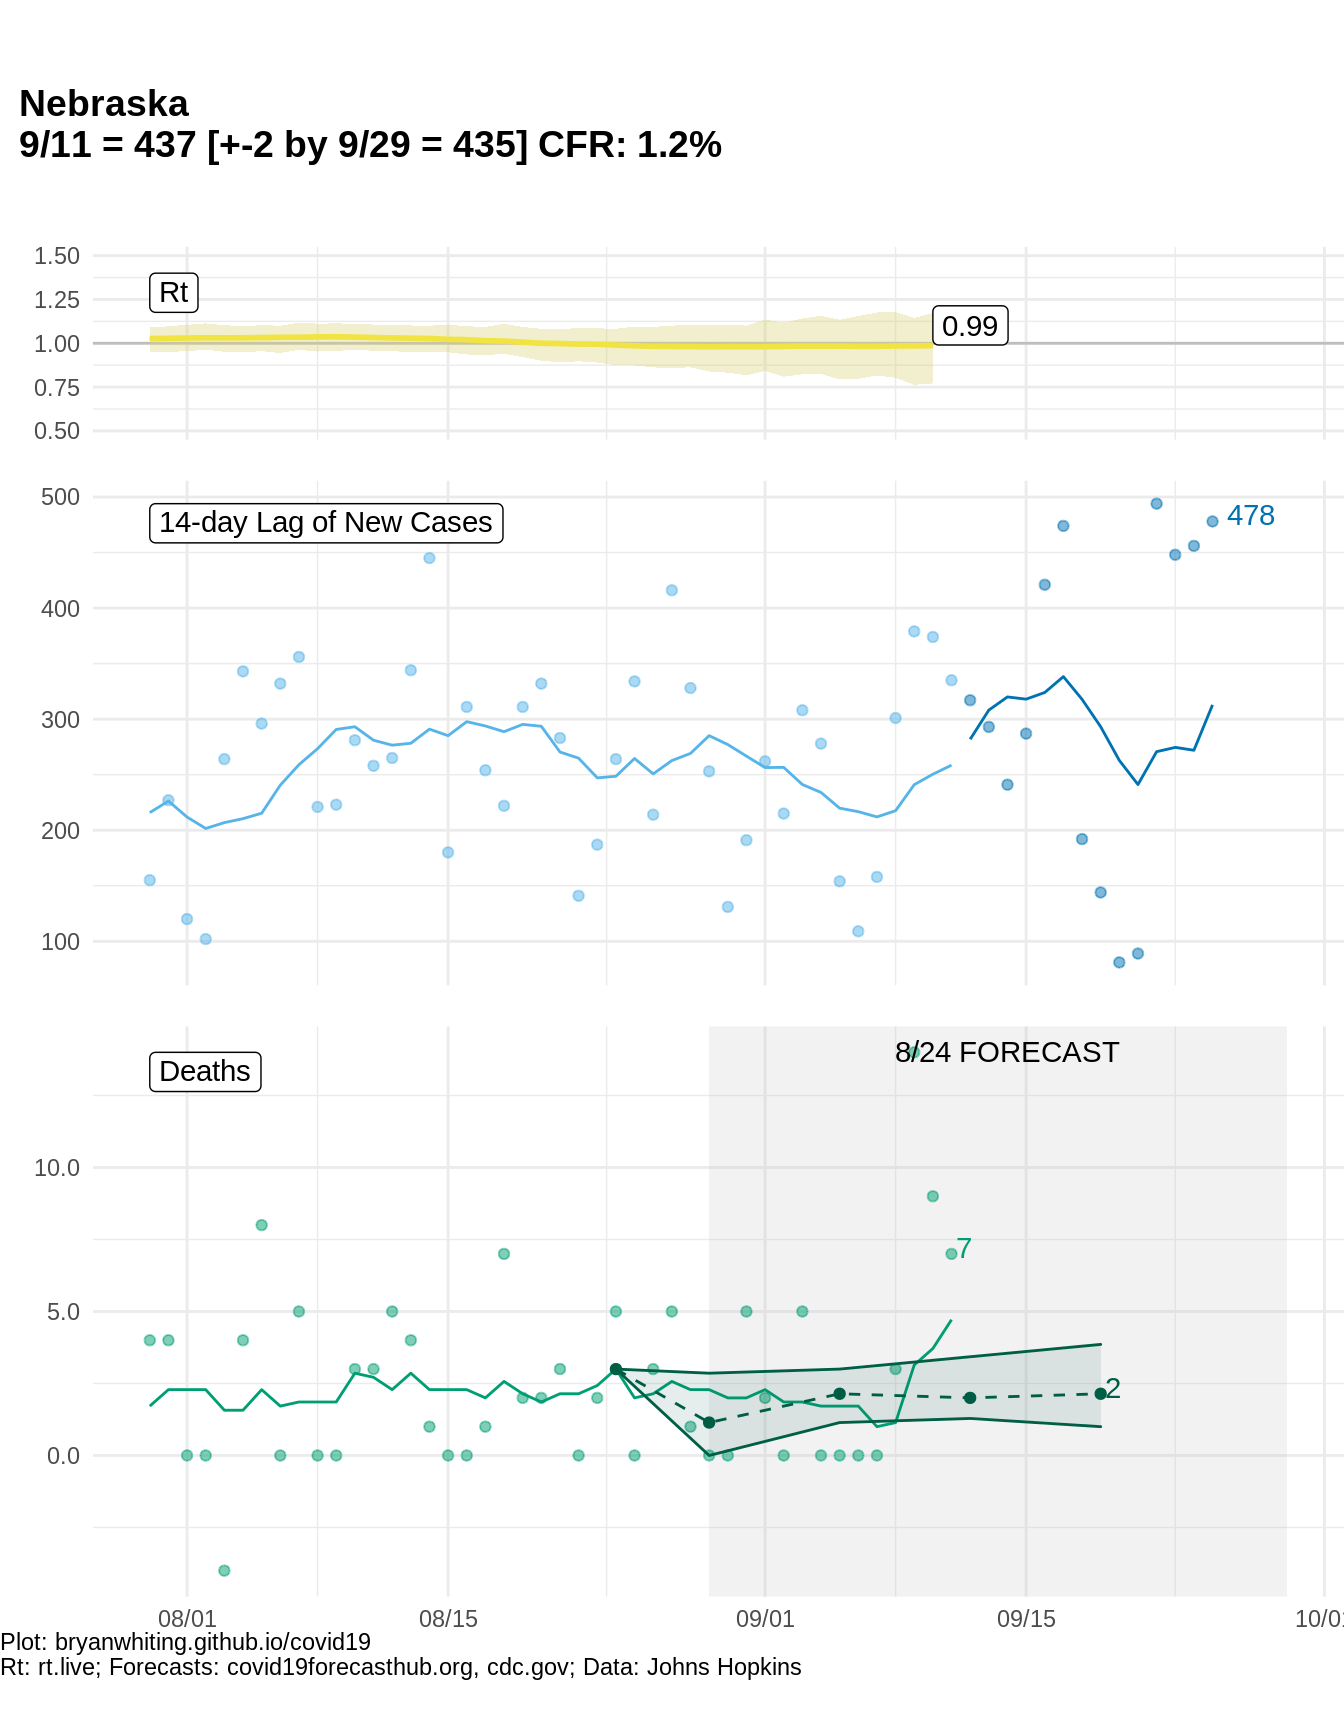 Nebraska
9/11 = 437 [+-2 by 9/29 = 435] CFR: 1.2%
1.50
1.25
1.00
0.75
0.50
Rt
0.99
500
400
300
200
100
14-day Lag of New Cases
478
10.0
5.0
0.0
Deaths
8/24 FORECAST
7
2
08/01 08/15 09/01 09/15 10/01
Plot: bryanwhiting.github.io/covid19
Rt: rt.live; Forecasts: covid19forecasthub.org, cdc.gov; Data: Johns Hopkins